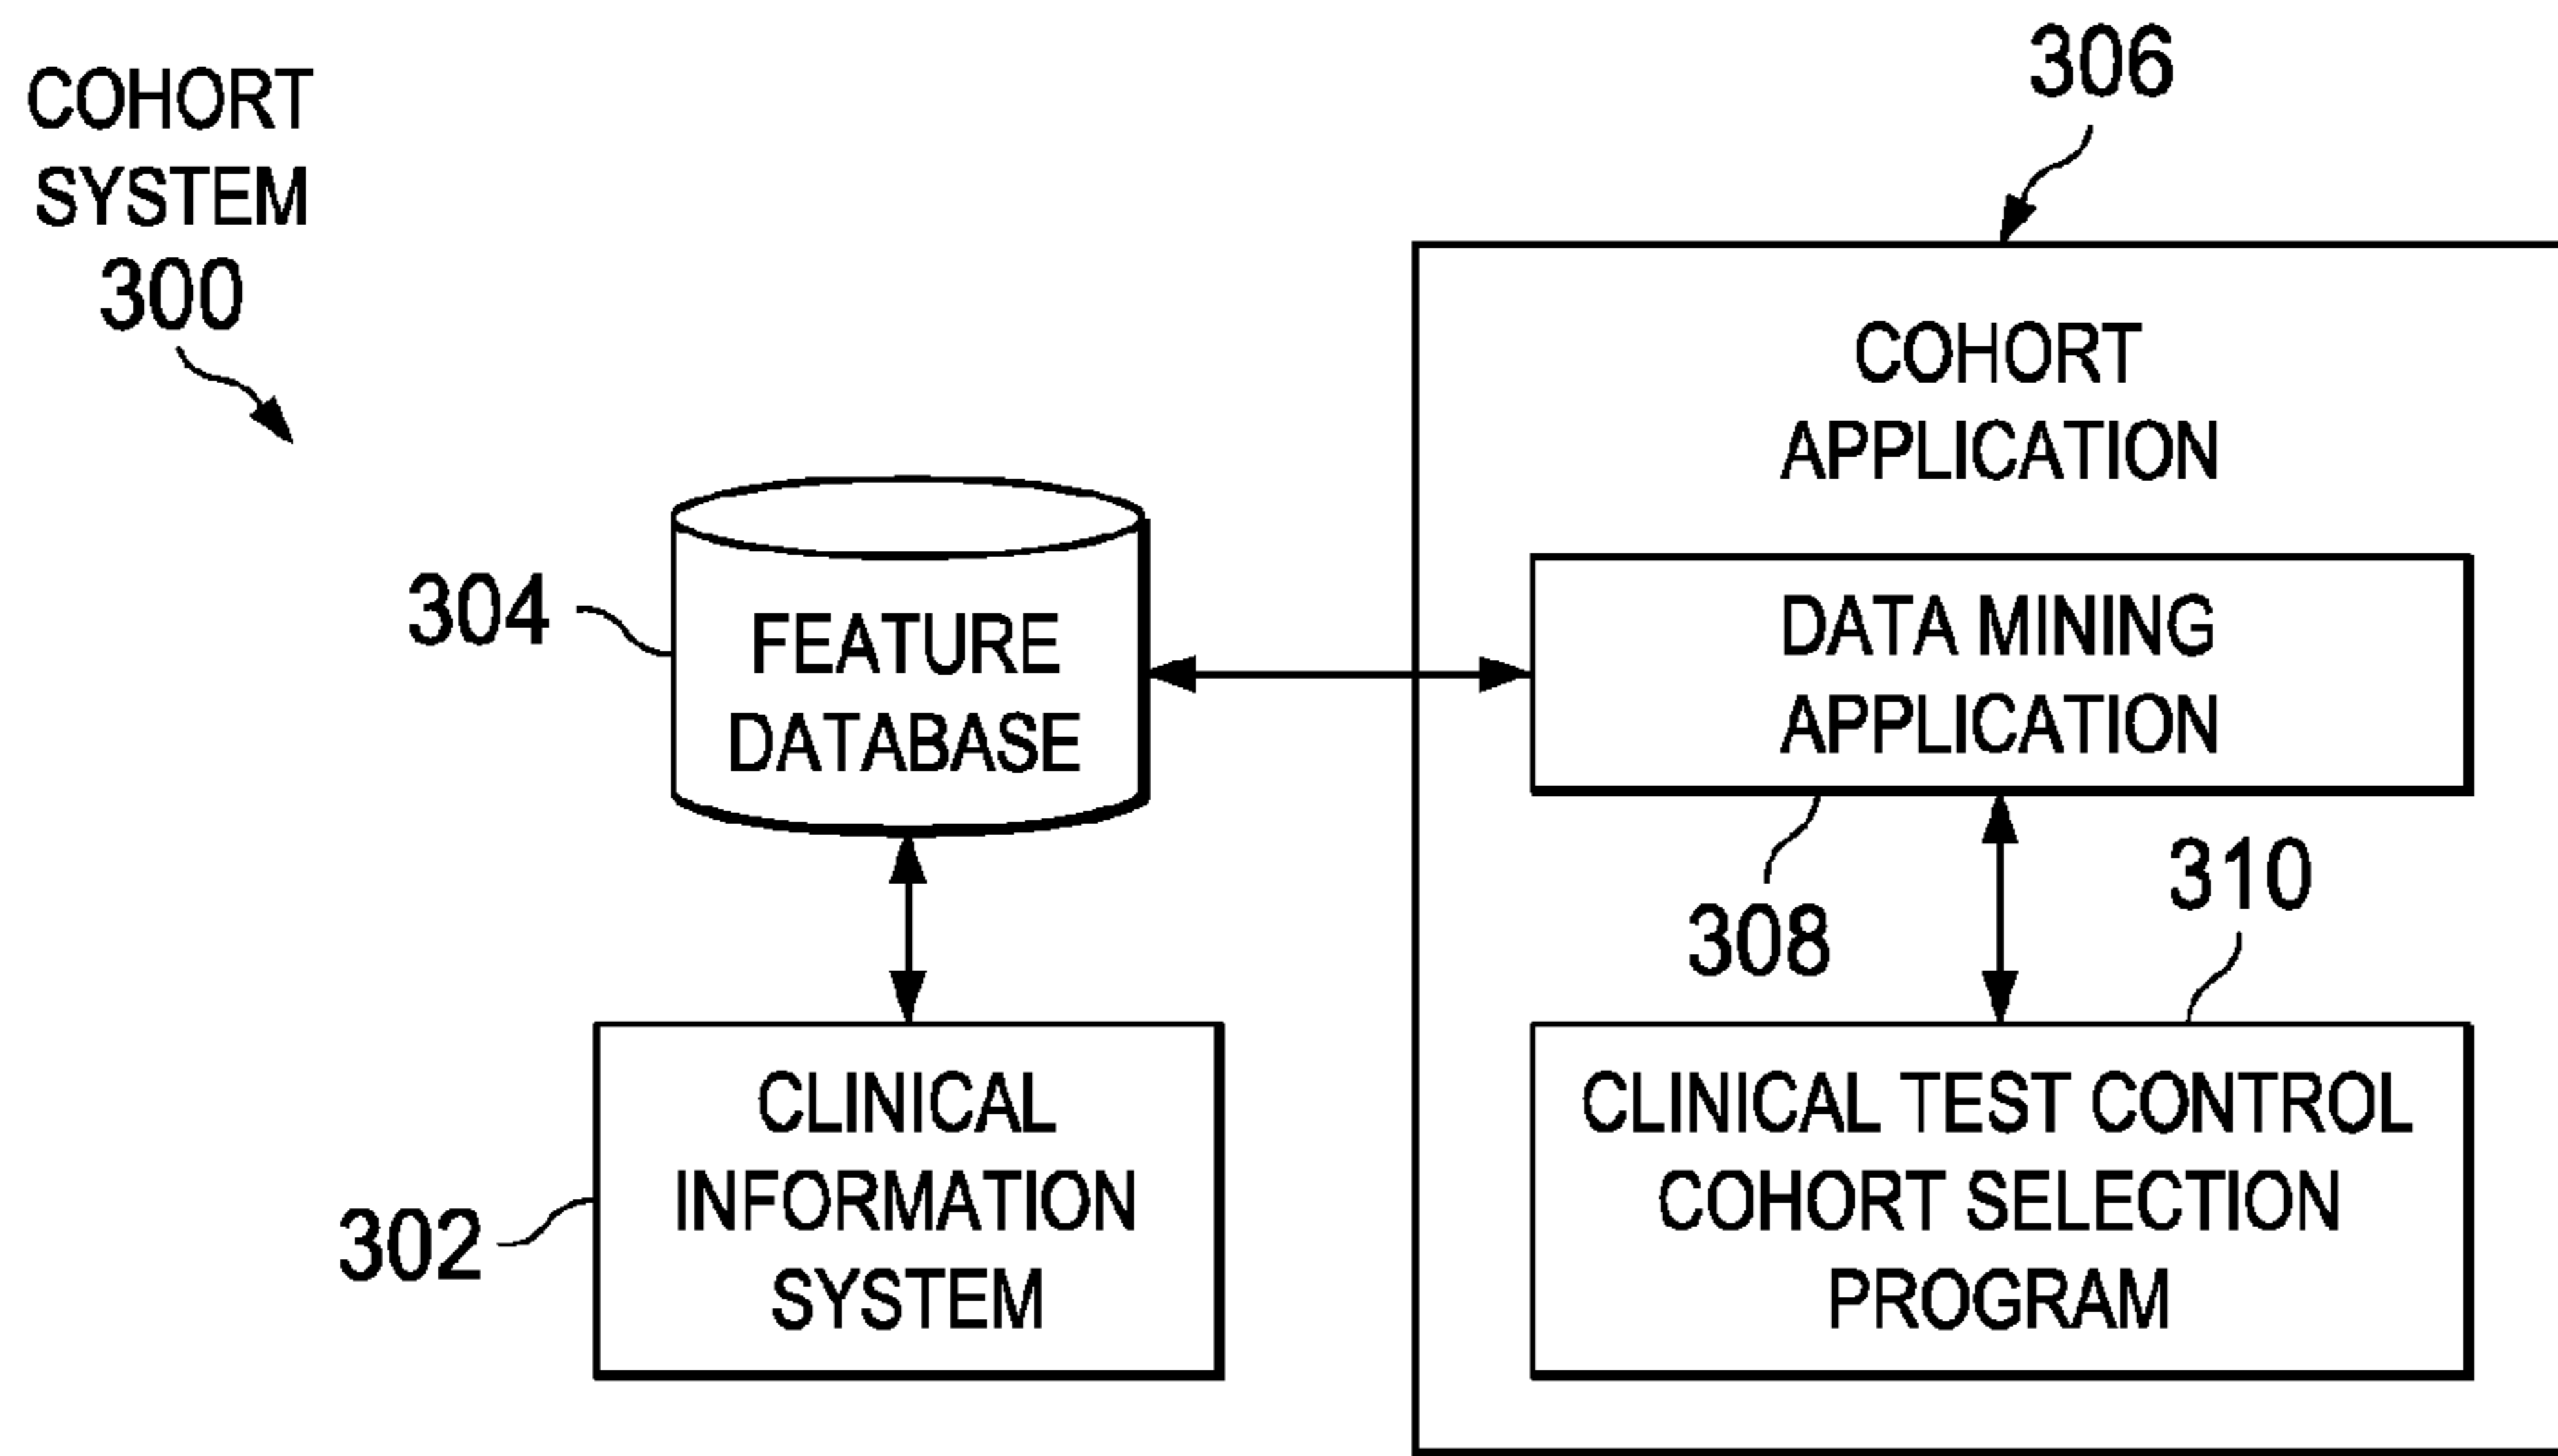 COHORT
SYSTEM
300
306
COHORT
APPLICATION
304
FEATURE
DATABASE
DATA MINING
APPLICATION
308
310
302
CLINICAL
INFORMATION
SYSTEM
CLINICAL TEST CONTROL
COHORT SELECTION
PROGRAM